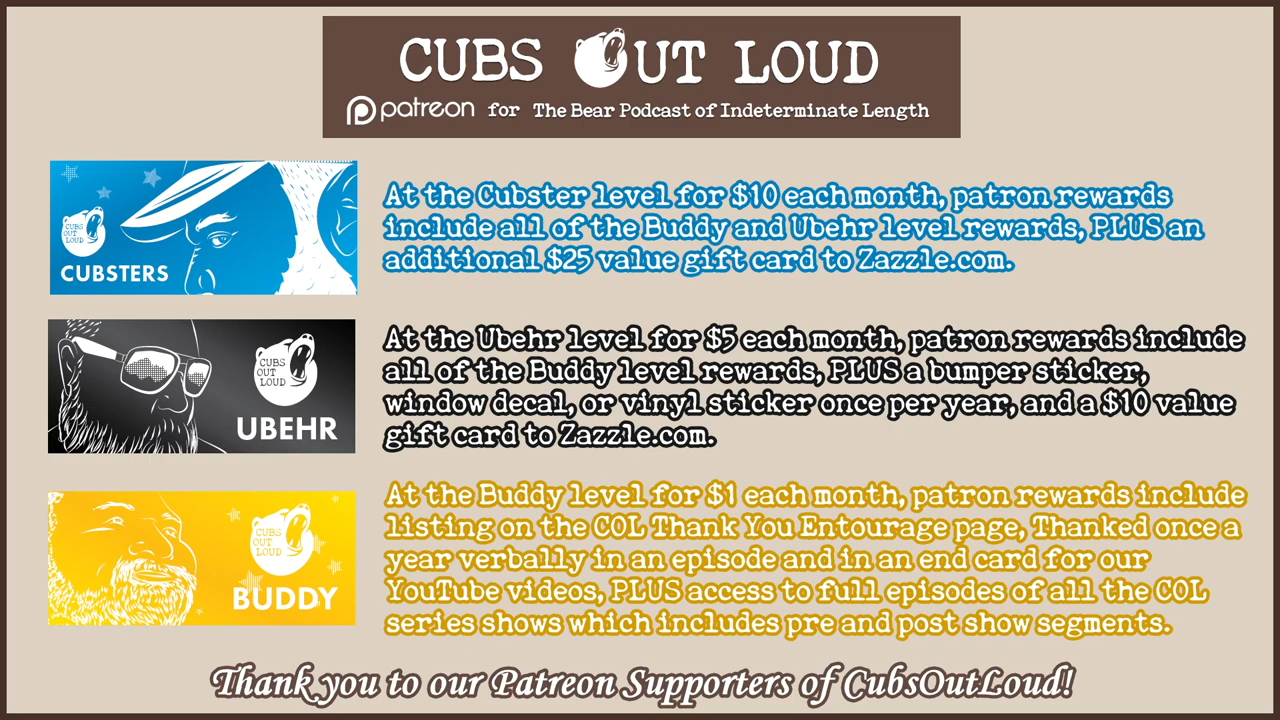 CUBS OUT LOUD
patreon for The Bear Podcast of Indeterminate Length
CUBS
OUT
LOUD
CUBSTERS
At the Cubster level for $10 each month, patron rewards
include all of the Buddy and Ubehr level rewards, PLUS an
additional $25 value gift card to Zazzle.com.
CUBS
OUT
LOUD
UBEHR
At the Ubehr level for $5 each month, patron rewards include
all of the Buddy level rewards, PLUS a bumper sticker,
window decal, or vinyl sticker once per year, and a $10 value
gift card to Zazzle.com.
CUBS
OUT
LOUD
BUDDY
At the Buddy level for $1 each month, patron rewards include
listing on the COL Thank You Entourage page, Thanked once a
year verbally in an episode and in an end card for our
YouTube videos, PLUS access to full episodes of all the COL
series shows which includes pre and post show segments.
Thank you to our Patreon Supporters of CubsOutLoud!